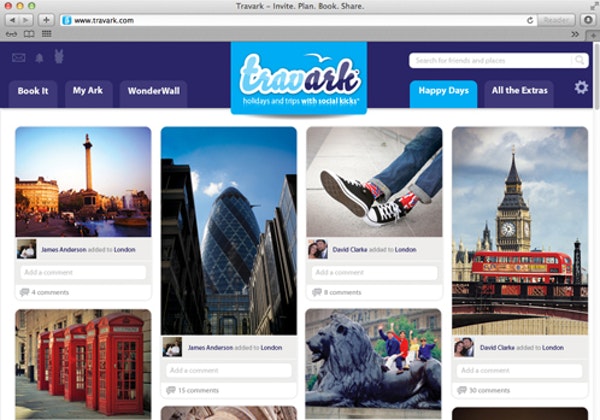 Travark – Invite. Plan. Book. Share.
www.travark.com
Reader
Search for friends and places
travark
holidays and trips with social kicks
Book It
My Ark
WonderWall
Happy Days
All the Extras
James Anderson added to London
Add a comment
4 comments
James Anderson added to London
Add a comment
15 comments
David Clarke added to London
Add a comment
8 comments
David Clarke added to London
Add a comment
30 comments